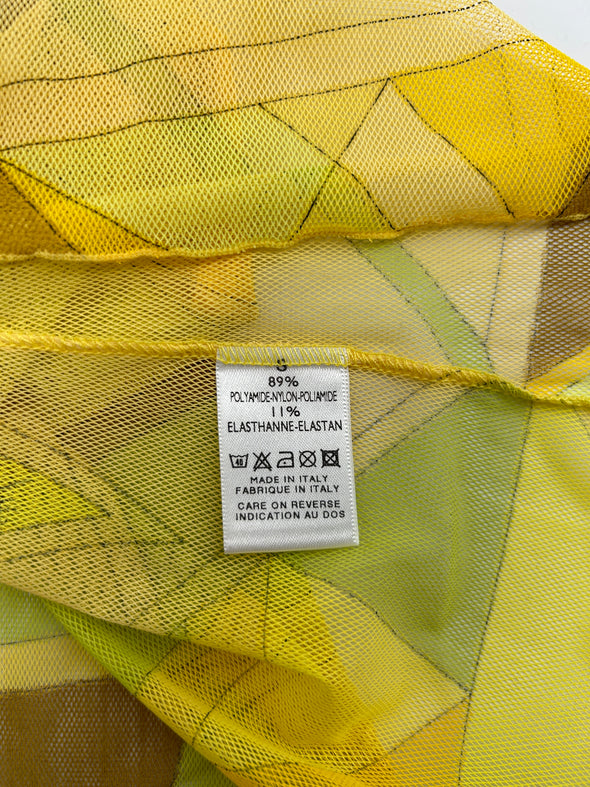 S
89%
POLYAMIDE-NYLON-POLIAMIDE
11%
ELASTHANNE-ELASTAN
40
MADE IN ITALY
FABRIQUE IN ITALY
CARE ON REVERSE
INDICATION AU DOS